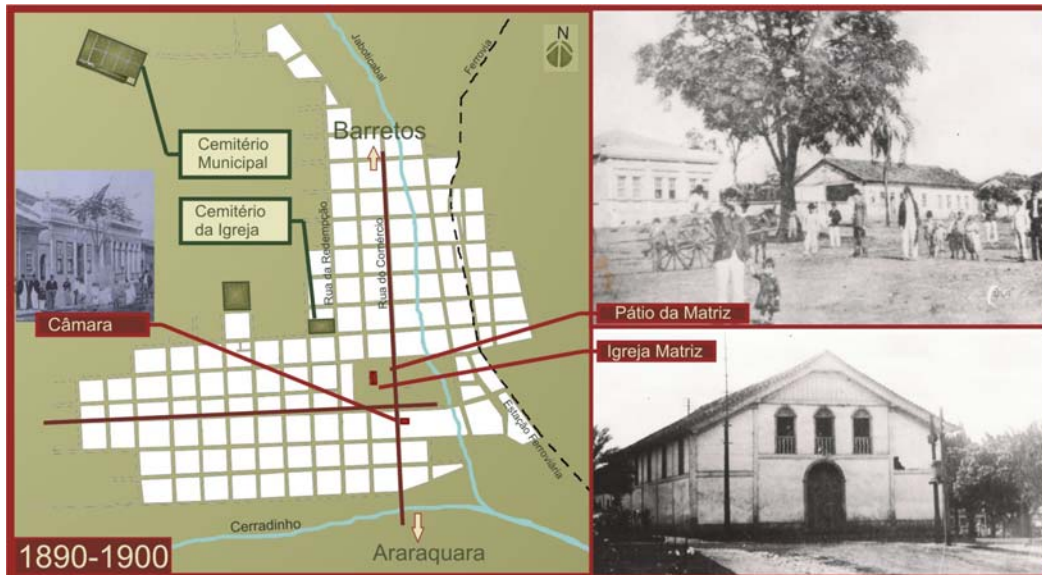 N
Jaboticabal
Ferrovia
Barretos
Cemitério
Municipal
Cemitério
da Igreja
Rua da Redempção
Rua do Comércio
Câmara
Pátio da Matriz
Igreja Matriz
Estação Ferroviária
Cerradinho
Araraquara
1890-1900